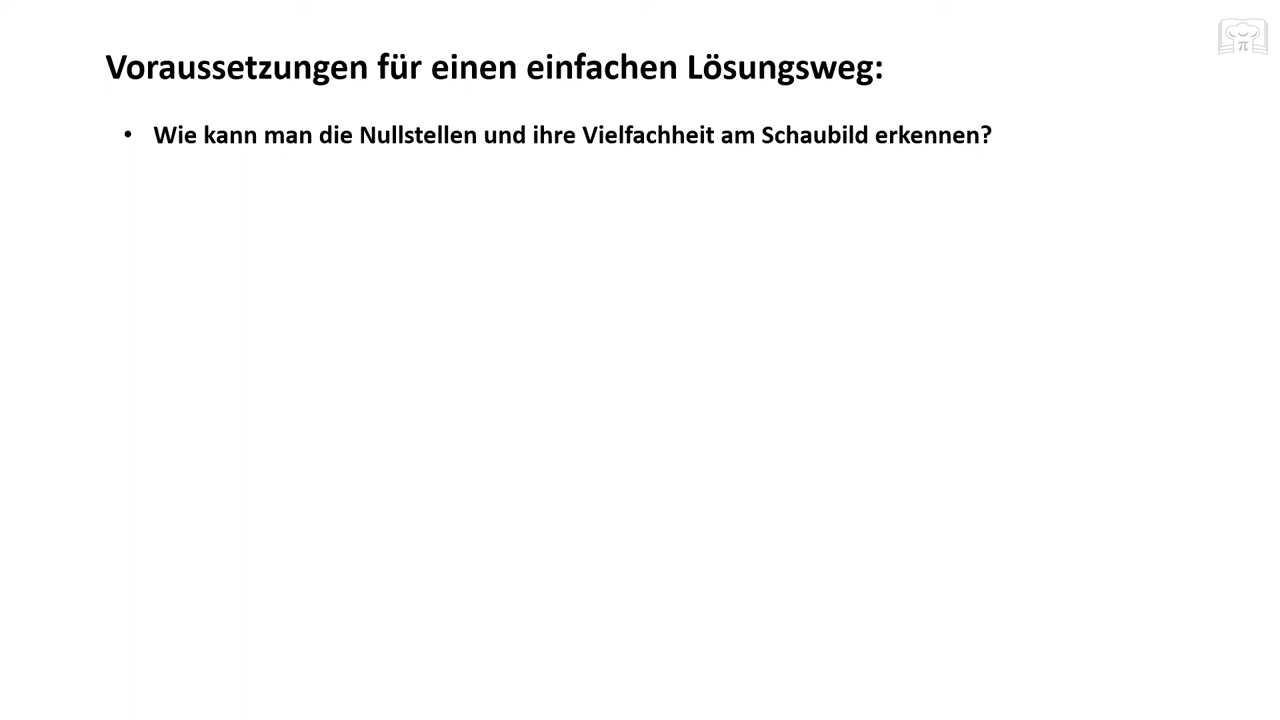 Voraussetzungen für einen einfachen Lösungsweg:
• Wie kann man die Nullstellen und ihre Vielfachheit am Schaubild erkennen?
π